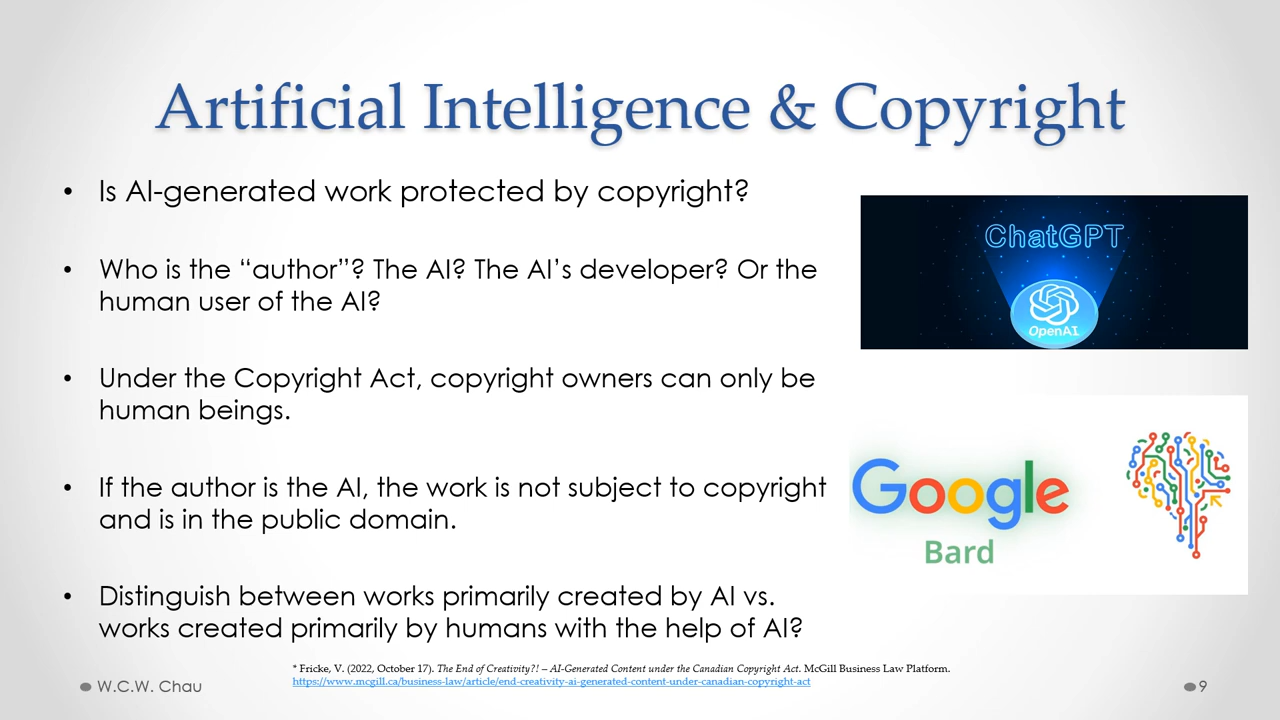 Artificial Intelligence & Copyright
• Is AI-generated work protected by copyright?
• Who is the “author”? The AI? The AI’s developer? Or the
human user of the AI?
• Under the Copyright Act, copyright owners can only be
human beings.
• If the author is the AI, the work is not subject to copyright
and is in the public domain.
• Distinguish between works primarily created by AI vs.
works created primarily by humans with the help of AI?
ChatGPT
OpenAI
Google
Bard
* Fricke, V. (2022, October 17). The End of Creativity?! – AI-Generated Content under the Canadian Copyright Act. McGill Business Law Platform.
https://www.mcgill.ca/business-law/article/end-creativity-ai-generated-content-under-canadian-copyright-act
W.C.W. Chau
9